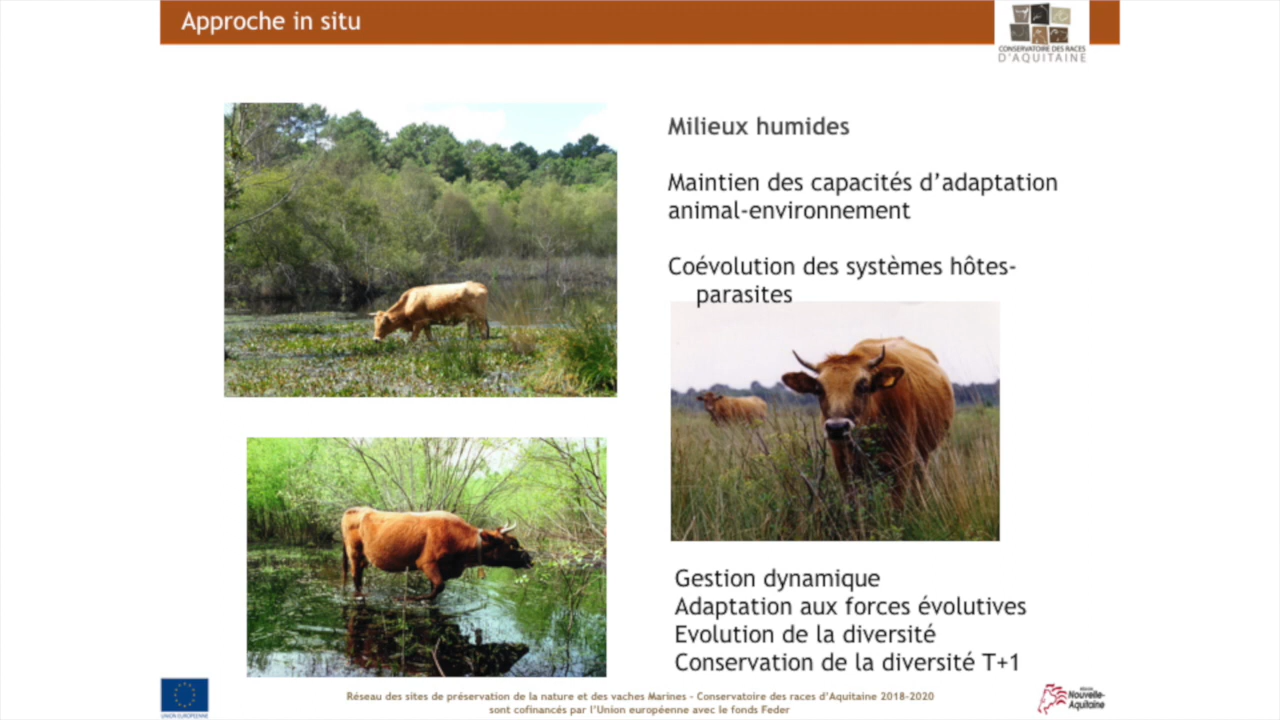 Approche in situ
CONSERVATOIRE DES RACES
D'AQUITAINE
Milieux humides
Maintien des capacités d’adaptation
animal-environnement
Coévolution des systèmes hôtes-
parasites
Gestion dynamique
Adaptation aux forces évolutives
Evolution de la diversité
Conservation de la diversité T+1
UNION EUROPÉENNE
Réseau des sites de préservation de la nature et des vaches Marines - Conservatoire des races d’Aquitaine 2018-2020
sont cofinancés par l’Union européenne avec le fonds Feder
Nouvelle-
Aquitaine